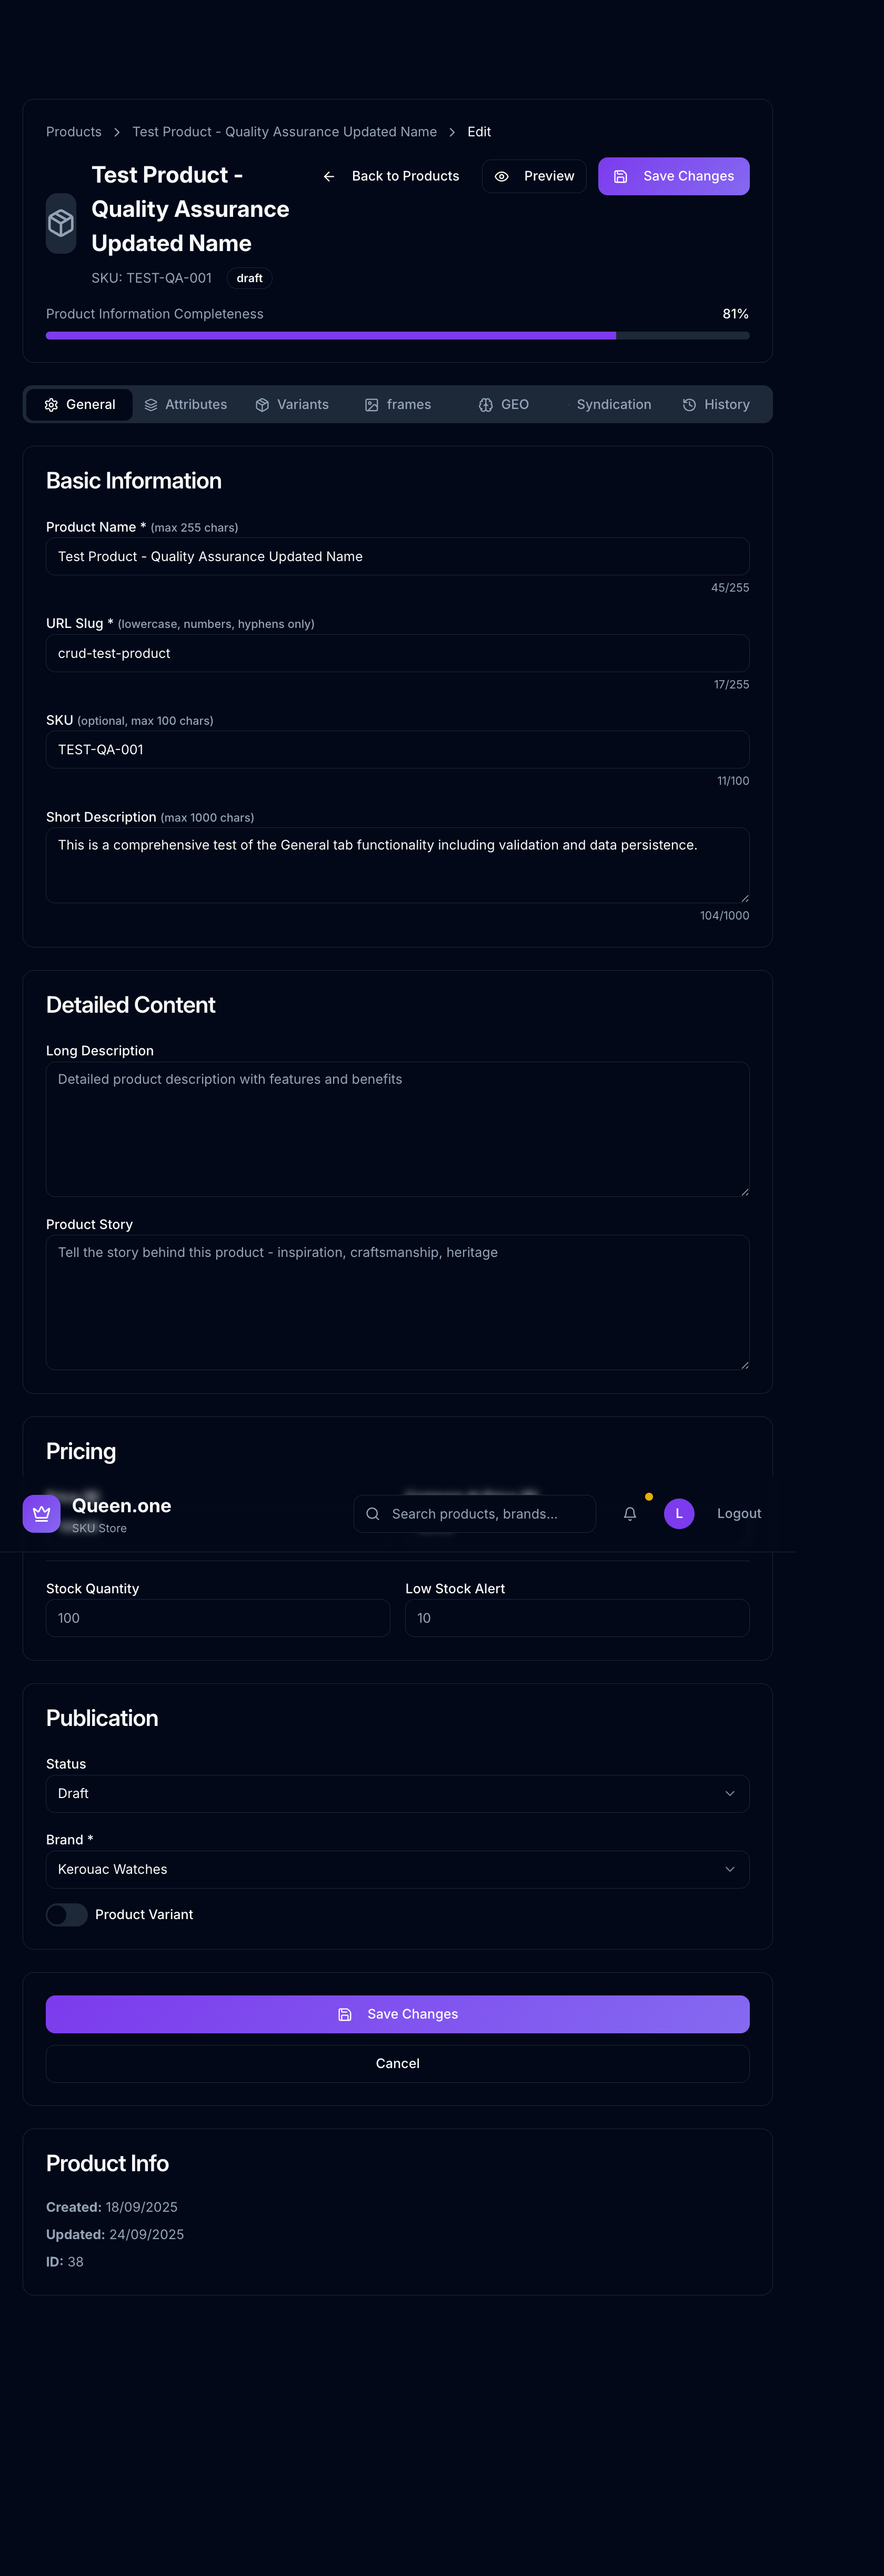 Products > Test Product - Quality Assurance Updated Name > Edit
Test Product -
Quality Assurance
Updated Name
Back to Products
Preview
Save Changes
SKU: TEST-QA-001
draft
Product Information Completeness
81%
General
Attributes
Variants
frames
GEO
Syndication
History
Basic Information
Product Name * (max 255 chars)
Test Product - Quality Assurance Updated Name
45/255
URL Slug * (lowercase, numbers, hyphens only)
crud-test-product
17/255
SKU (optional, max 100 chars)
TEST-QA-001
11/100
Short Description (max 1000 chars)
This is a comprehensive test of the General tab functionality including validation and data persistence.
104/1000
Detailed Content
Long Description
Detailed product description with features and benefits
Product Story
Tell the story behind this product - inspiration, craftsmanship, heritage
Pricing
Queen.one
SKU Store
Search products, brands...
L
Logout
Stock Quantity
Low Stock Alert
100
10
Publication
Status
Draft
Brand *
Kerouac Watches
Product Variant
Save Changes
Cancel
Product Info
Created: 18/09/2025
Updated: 24/09/2025
ID: 38